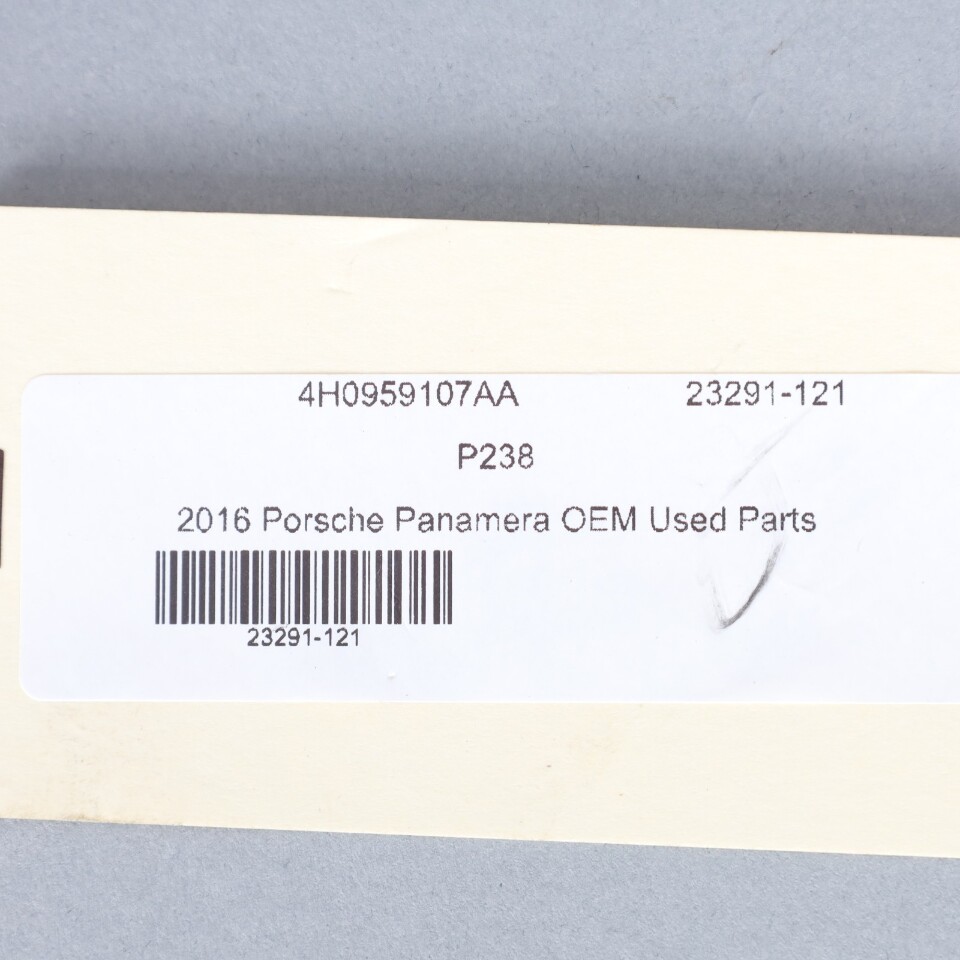 4H0959107AA 23291-121
P238
2016 Porsche Panamera OEM Used Parts
23291-121